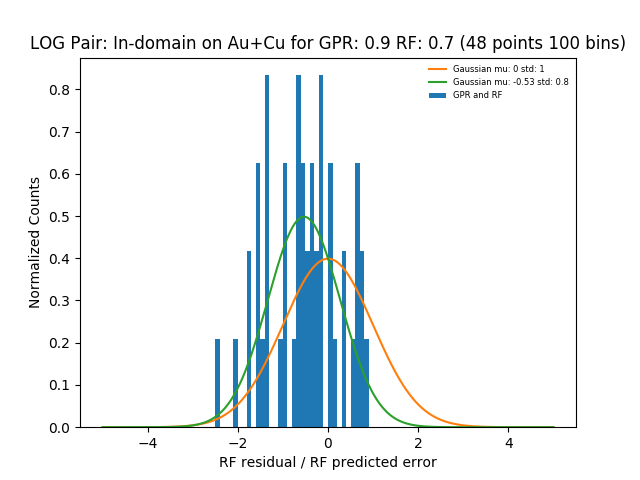 LOG Pair: In-domain on Au+Cu for GPR: 0.9 RF: 0.7 (48 points 100 bins)
Gaussian mu: 0 std: 1
Gaussian mu: -0.53 std: 0.8
GPR and RF
Normalized Counts
0.8
0.7
0.6
0.5
0.4
0.3
0.2
0.1
0.0
−4
−2
0
2
4
RF residual / RF predicted error